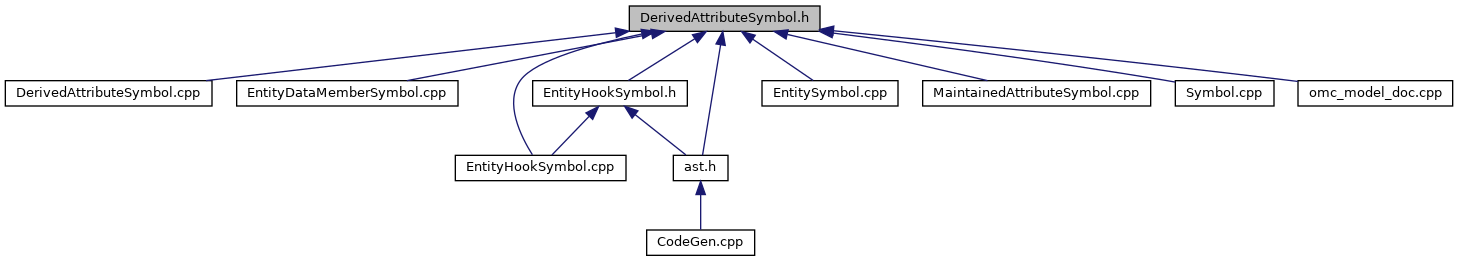 DerivedAttributeSymbol.h
DerivedAttributeSymbol.cpp
EntityDataMemberSymbol.cpp
EntityHookSymbol.h
EntitySymbol.cpp
MaintainedAttributeSymbol.cpp
Symbol.cpp
omc_model_doc.cpp
EntityHookSymbol.cpp
ast.h
CodeGen.cpp